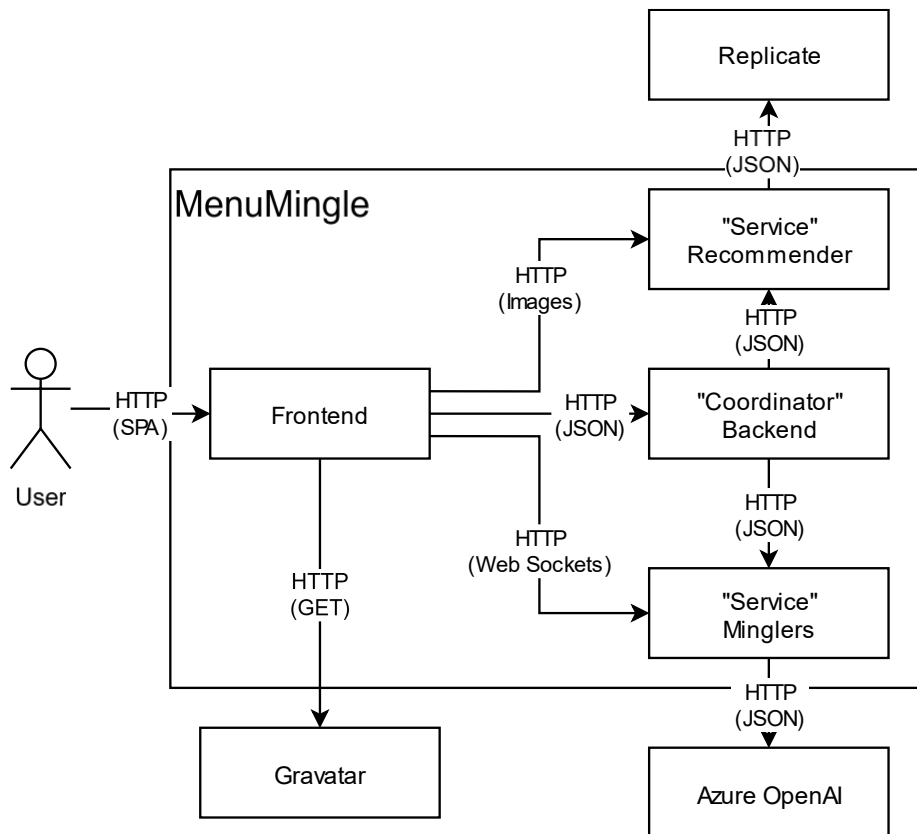 Replicate
HTTP
(JSON)
MenuMingle
"Service"
Recommender
HTTP
(Images)
HTTP
(JSON)
HTTP
(SPA)
Frontend
HTTP
(JSON)
"Coordinator"
Backend
User
HTTP
(JSON)
HTTP
(Web Sockets)
HTTP
(GET)
"Service"
Minglers
HTTP
(JSON)
Gravatar
Azure OpenAI